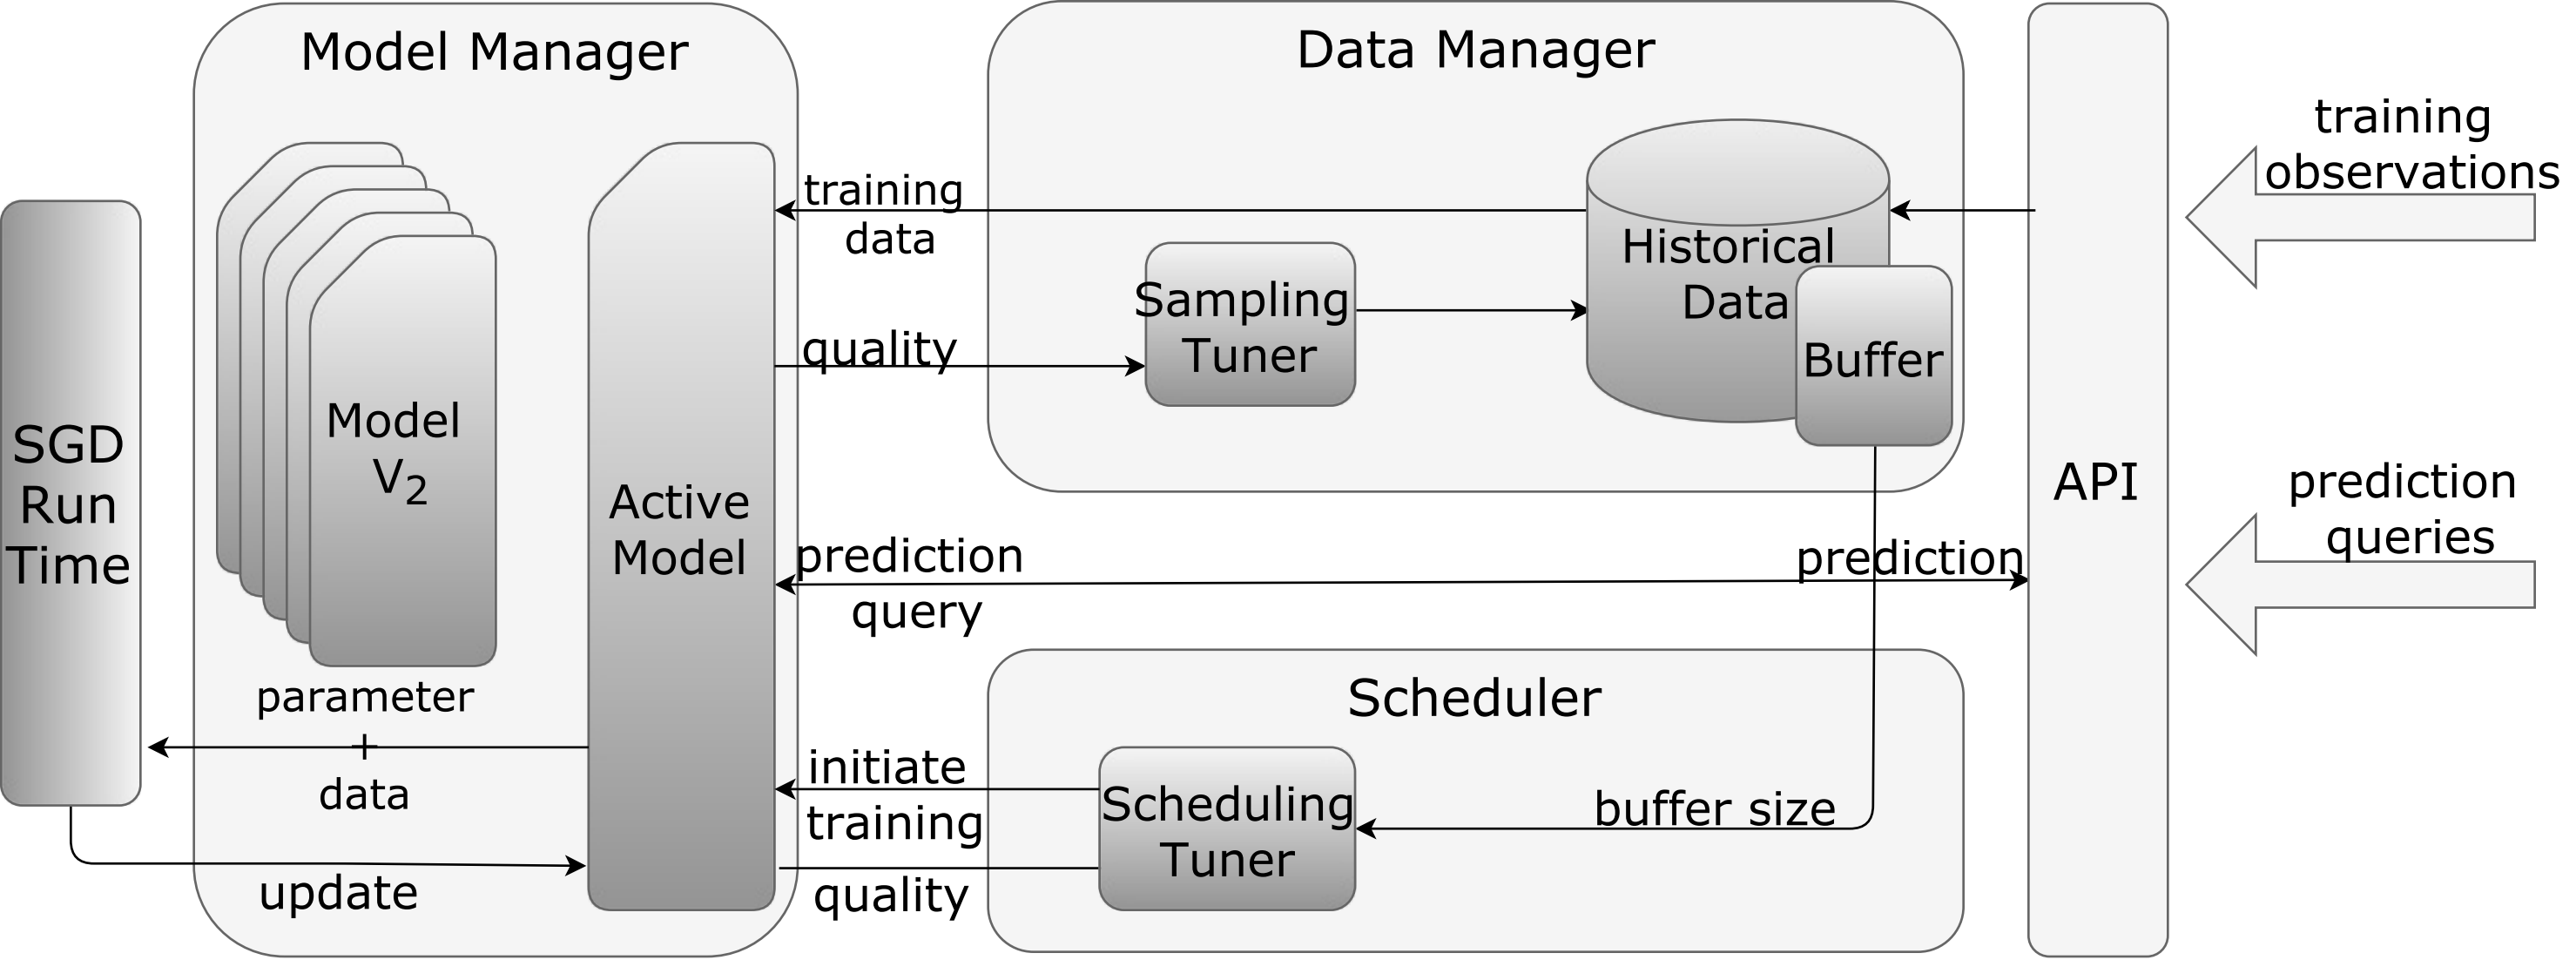 Model Manager
Data Manager
training
observations
training
data
Historical
Data
Sampling
Tuner
Buffer
quality
Model
V2
SGD
Run
Time
Active
Model
API
prediction
queries
prediction
query
prediction
parameter
+
data
Scheduler
initiate
training
Scheduling
Tuner
buffer size
update
quality